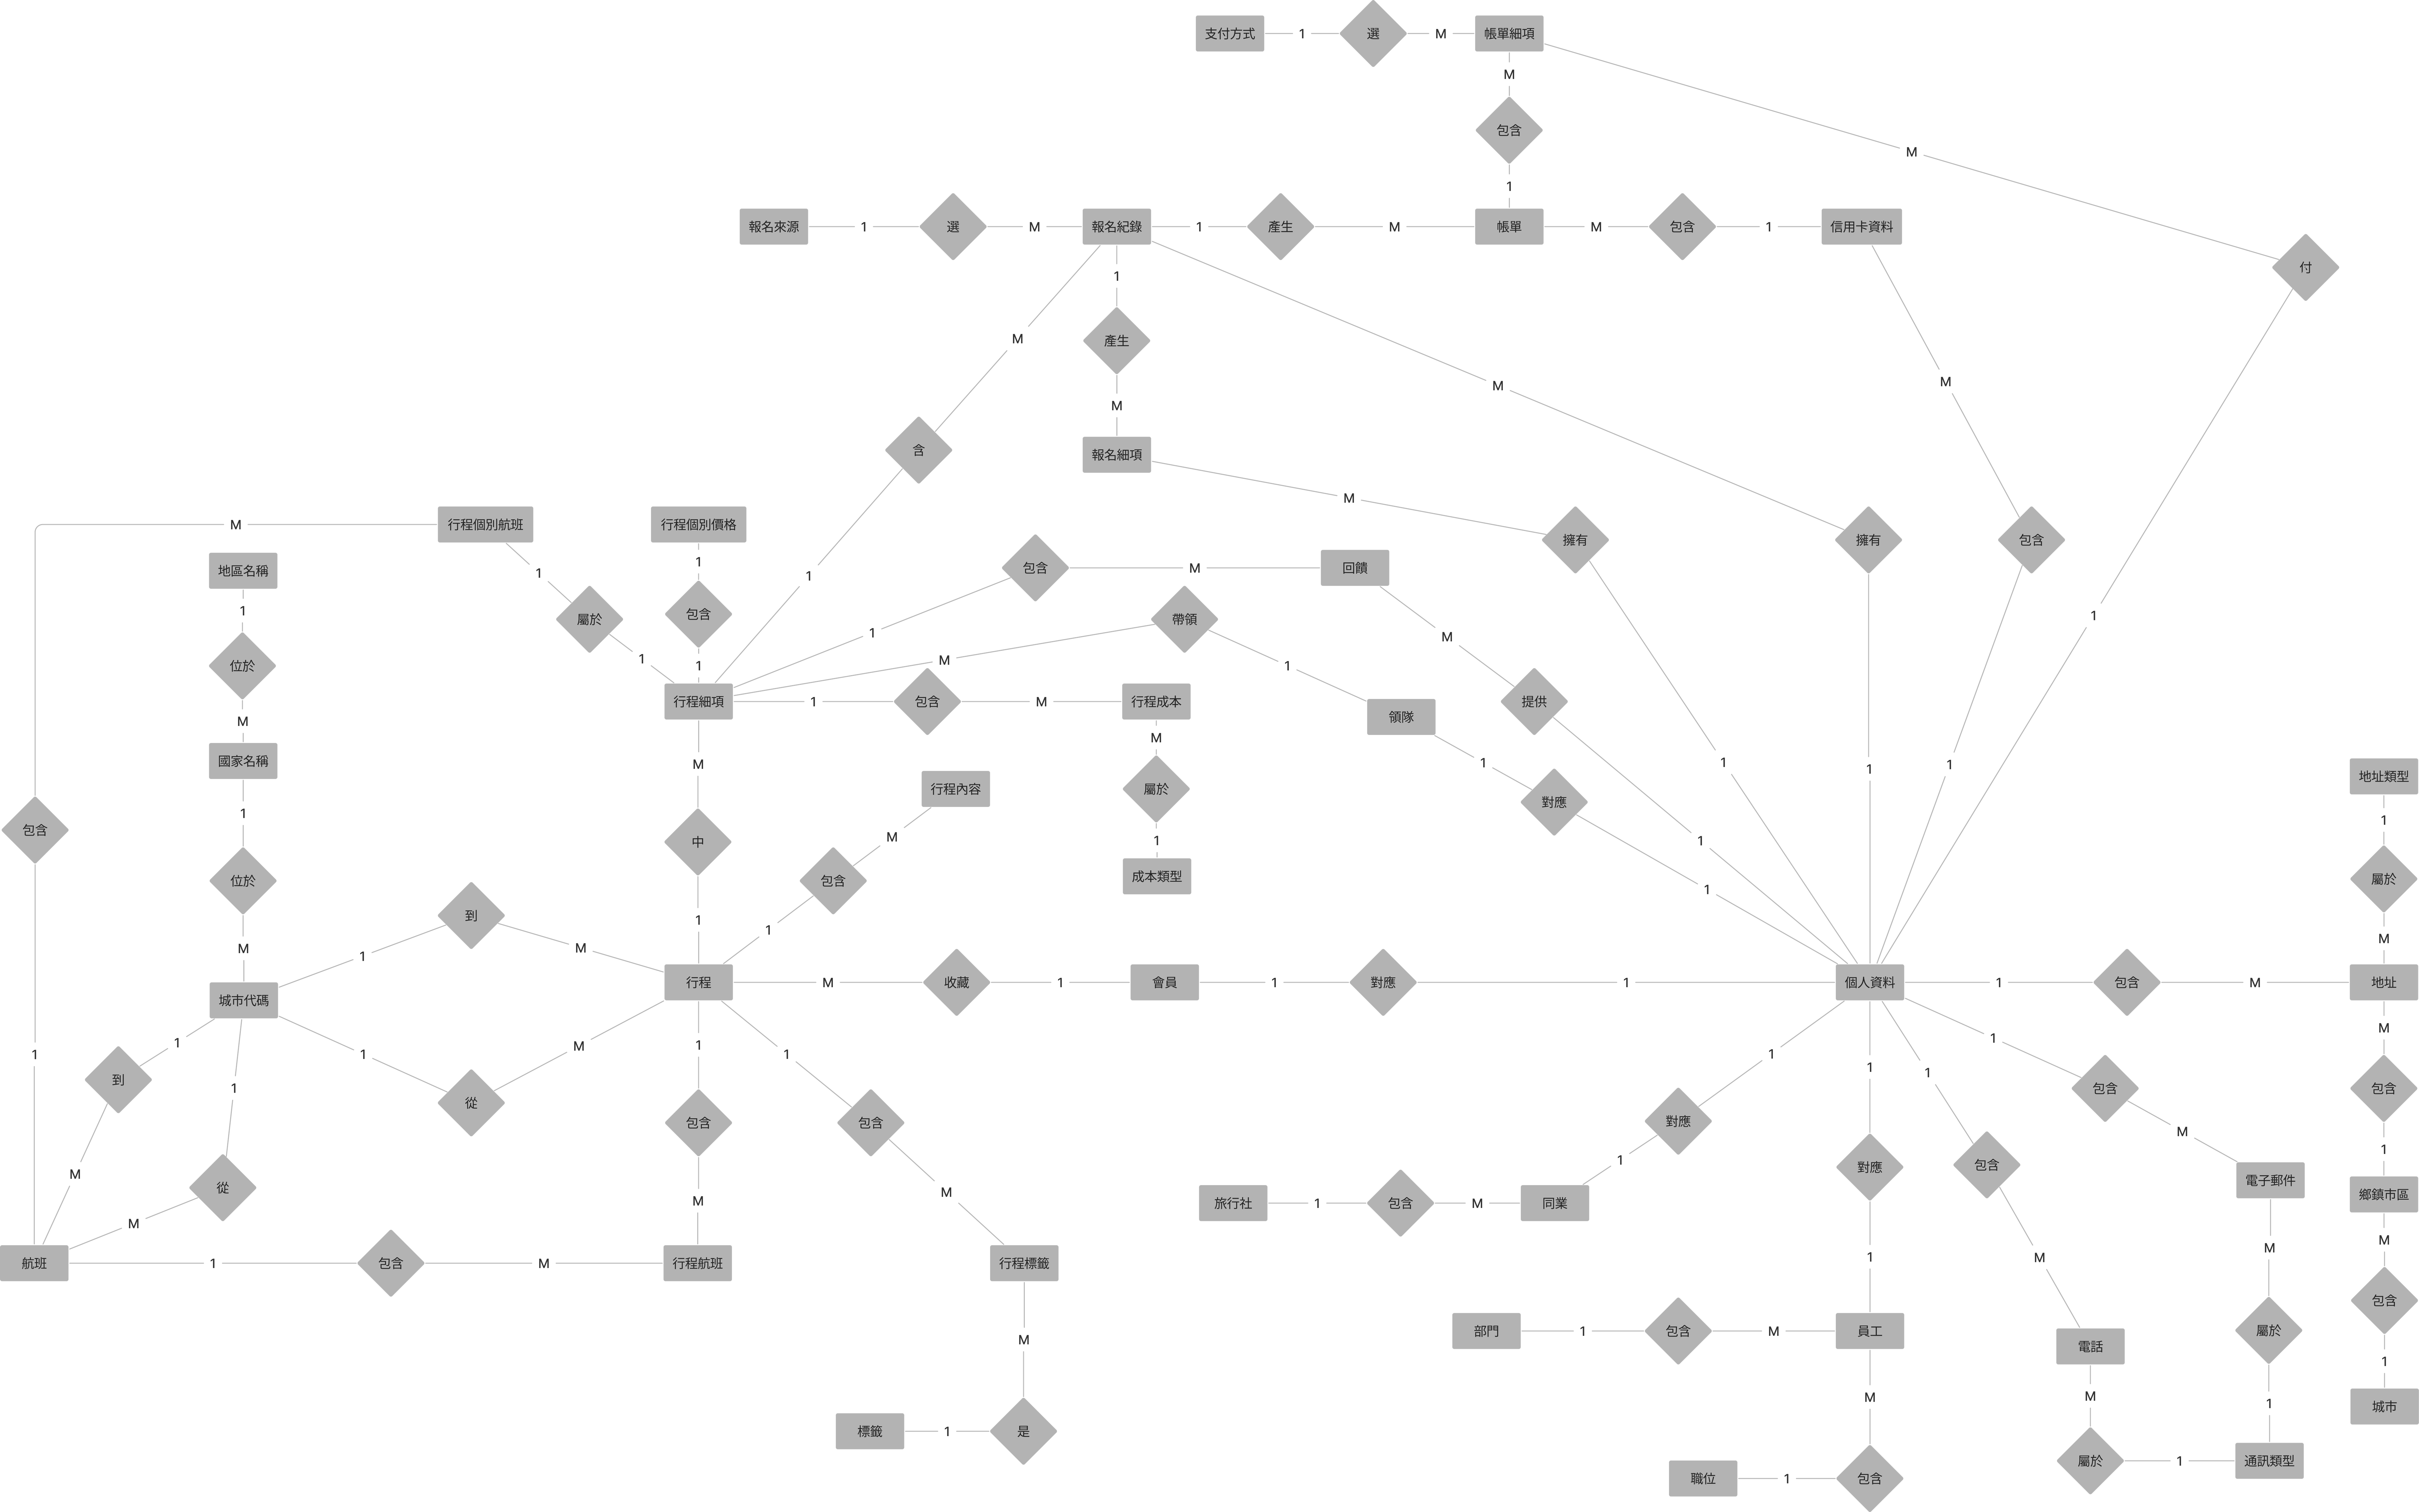 支付方式 1 選 M 帳單細項
M
包含
M
1
報名來源 1 選 M 報名紀錄 1 產生 M 帳單 M 包含 1 信用卡資料
付
1
M
產生
M
M
M
含
報名細項
M
行程個別航班 行程個別價格
M
擁有 擁有 包含
1
地區名稱
1
1
包含 M 回饋
1
1
屬於 包含
帶領
1
M
1
位於
1
1
M
1
行程細項 1 包含 M 行程成本
提供
領隊
M
M
M
國家名稱
1
1
1
1
1
屬於
行程內容
地址類型
對應
1
1
包含
M
1
1
位於
中
包含
成本類型
屬於
1
到
1
1
M
M
M
1
城市代碼
行程 M 收藏 1 會員 1 對應 1 個人資料 1 包含 M 地址
1
M
1
1
1
M
1
1
1
1
1
1
到
1
從
包含
包含
對應
包含
包含
M
對應
包含
1
1
M
從
M
M
M
旅行社 1 包含 M 同業
電子郵件
鄉鎮市區
M
航班 1 包含 M 行程航班
行程標籤
1
M
M
M
包含
部門 1 包含 M 員工
屬於
M
電話
1
M
M
1
城市
標籤 1 是
屬於 1 通訊類型
職位 1 包含